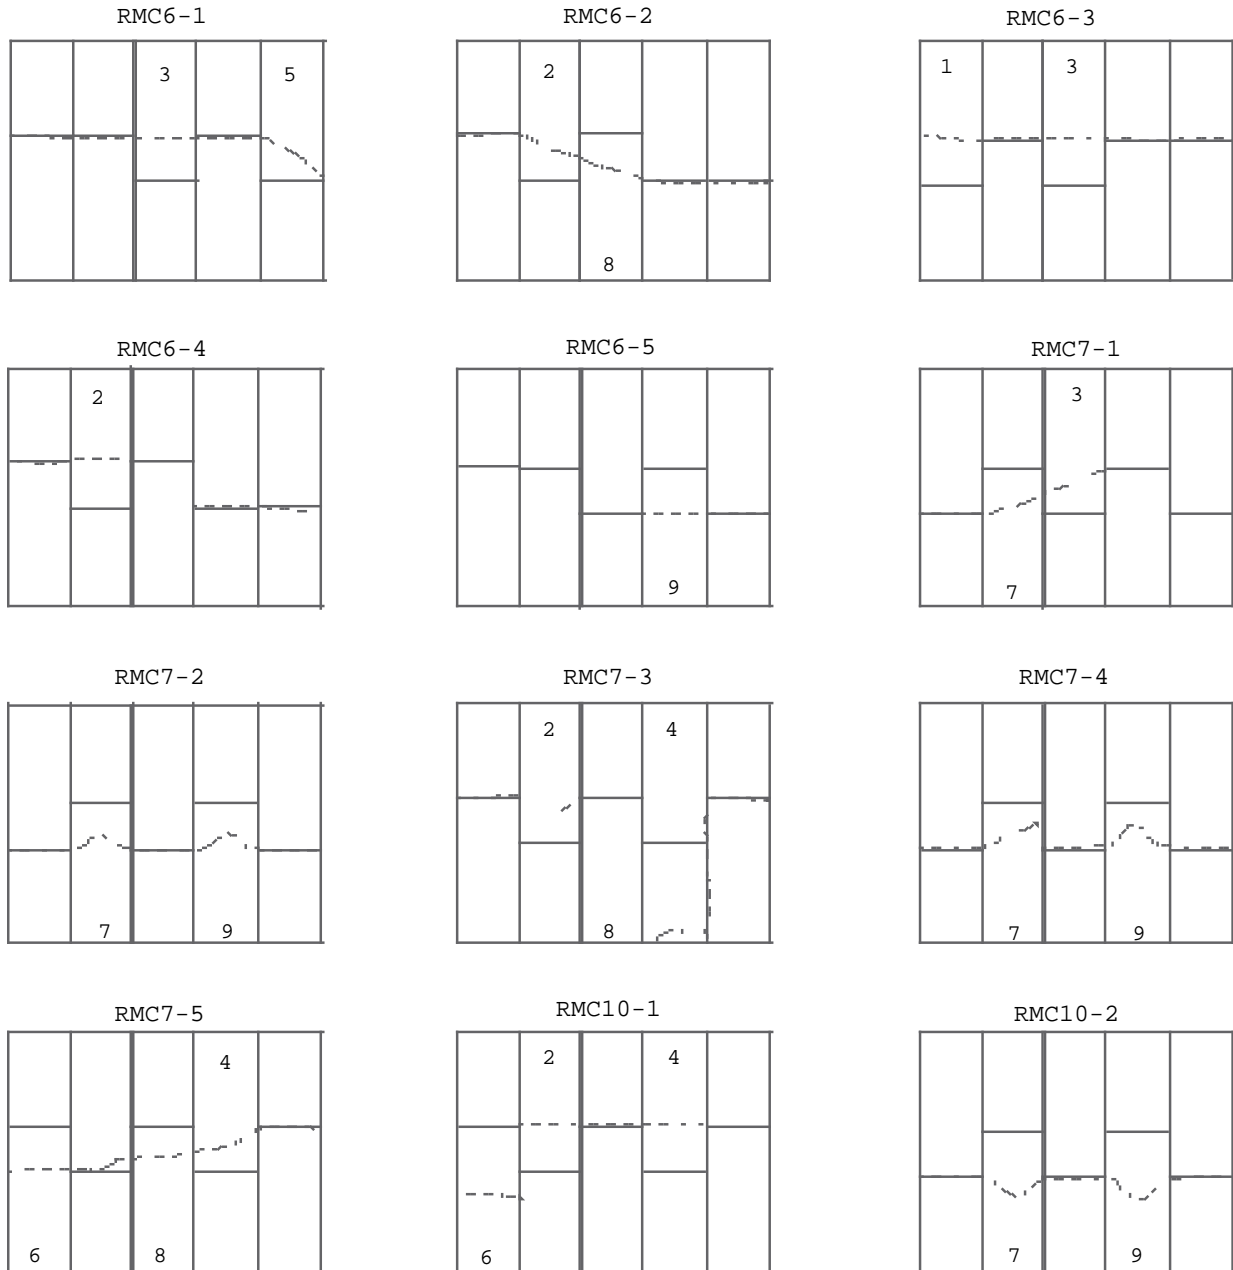 RMC6-1 RMC6-2 RMC6-3
3 5 2 1 3
8
RMC6-4 RMC6-5 RMC7-1
2 3
9 7
RMC7-2 RMC7-3 RMC7-4
2 4
7 9 8 7 9
RMC7-5 RMC10-1 RMC10-2
4 2 4
6 8 6 7 9